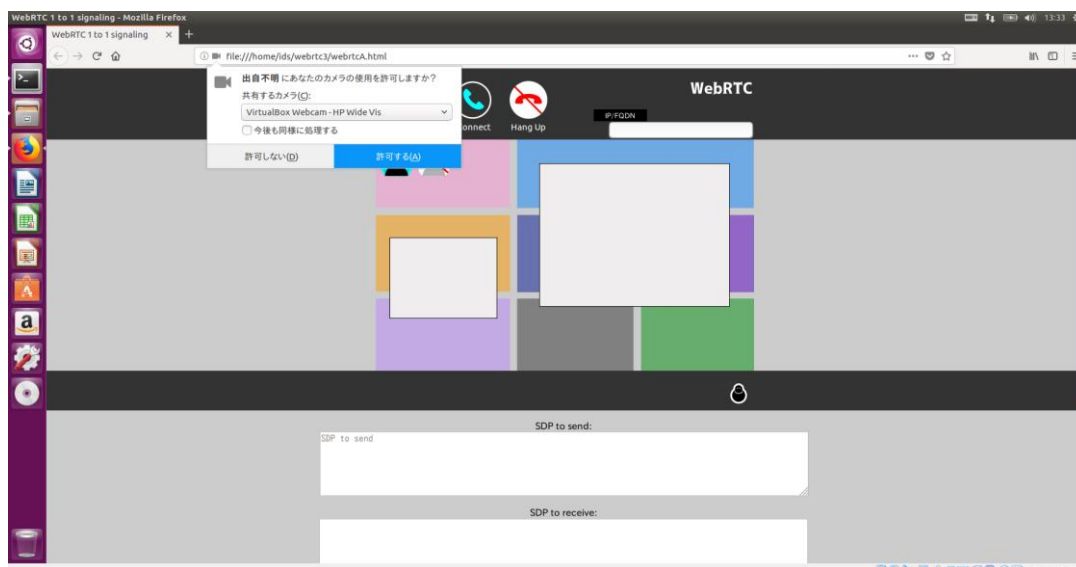 WebRTC 1 to 1 signaling - Mozilla Firefox
13:33
WebRTC 1 to 1 signaling × +
file:///home/ids/webrtc3/webrtcA.html
出自不明 にあなたのカメラの使用を許可しますか？
共有するカメラ(C):
VirtualBox Webcam - HP Wide Vis
今後も同様に処理する
許可しない(D)
許可する(A)
onnect
Hang Up
WebRTC
IP/FQDN
SDP to send:
SDP to send
SDP to receive: